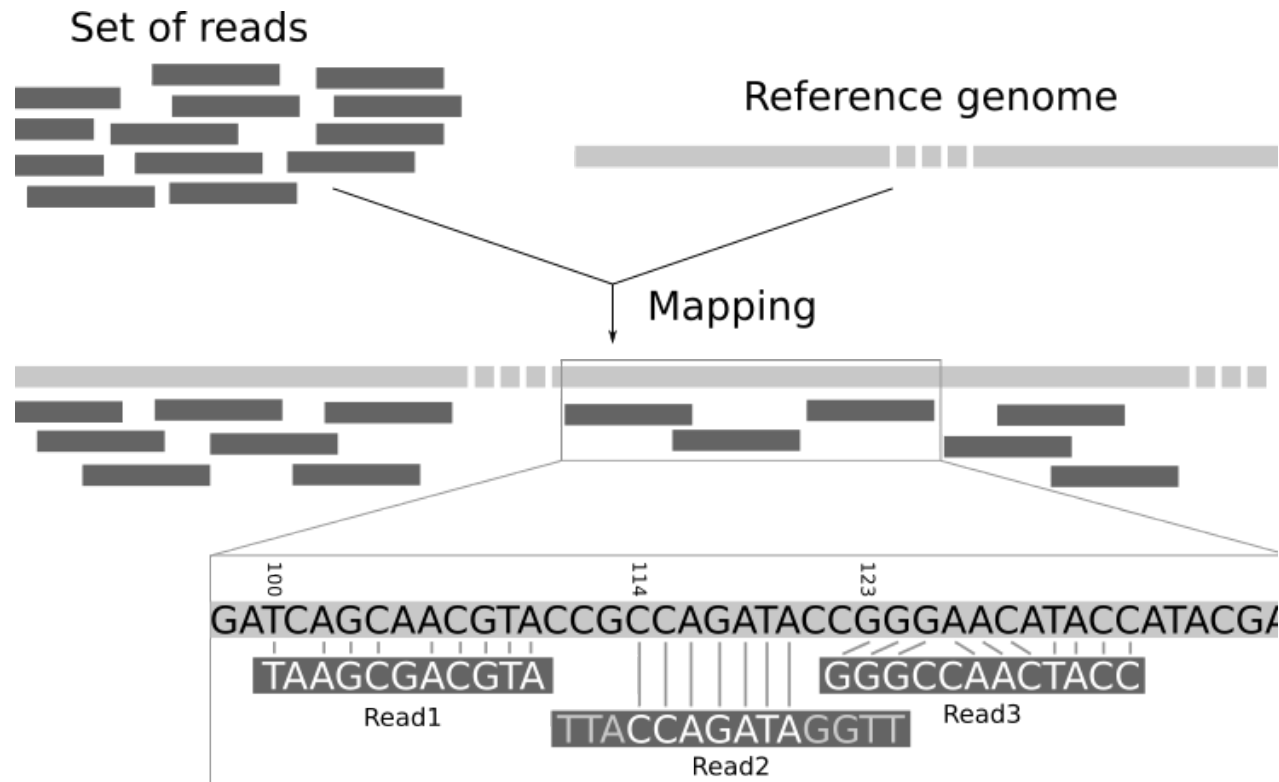 Set of reads
Reference genome
Mapping
100
114
123
GATCAGCAACGTACCGCCAGATACCGGGAACATACCATACGA
TAAGCGACGTA
Read1
TTACCAGATAGGTT
Read2
GGGCCAACTACC
Read3